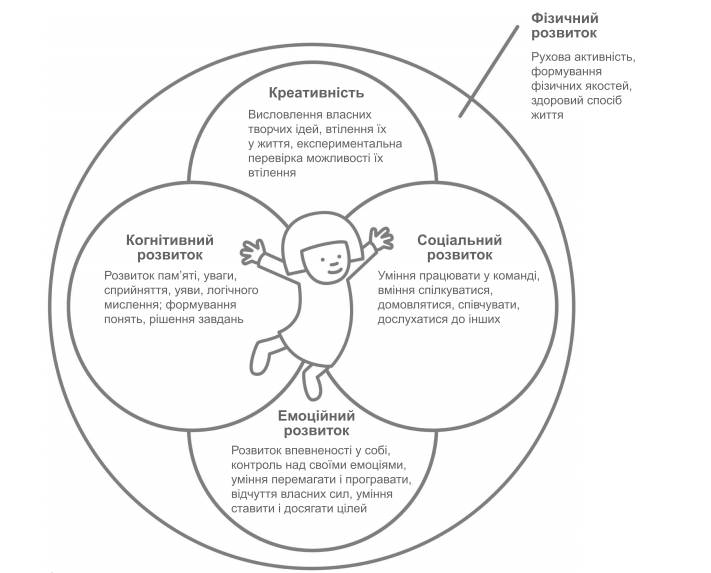 Фізичний
розвиток
Рухова активність,
формування
фізичних якостей,
здоровий спосіб
життя
Креативність
Висловлення власних
творчих ідей, втілення їх
у життя, експериментальна
перевірка можливості їх
втілення
Когнітивний
розвиток
Розвиток пам'яті, уваги,
сприйняття, уяви, логічного
мислення; формування
понять, рішення завдань
Соціальний
розвиток
Уміння працювати у команді,
вміння спілкуватися,
домовлятися, співчувати,
дослухатися до інших
Емоційний
розвиток
Розвиток впевненості у собі,
контроль над своїми емоціями,
уміння перемагати і програвати,
відчуття власних сил, уміння
ставити і досягати цілей